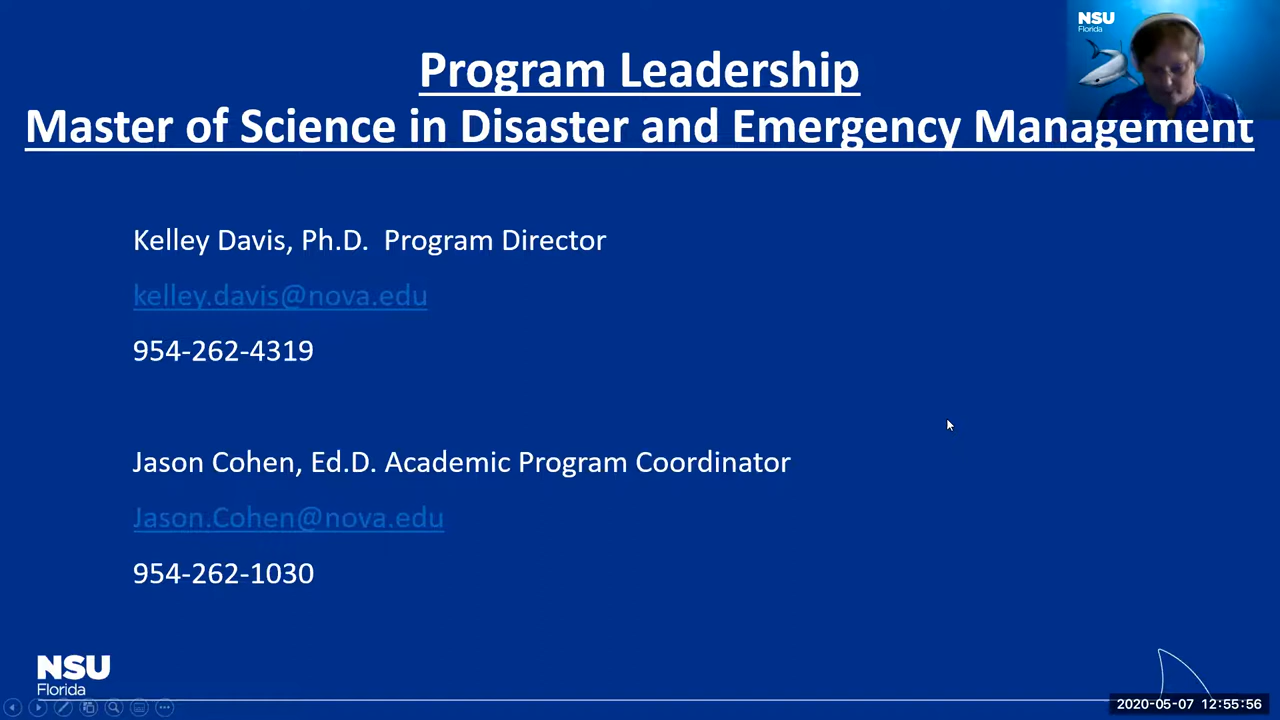 NSU
Florida
Program Leadership
Master of Science in Disaster and Emergency Management
Kelley Davis, Ph.D.  Program Director
kelley.davis@nova.edu
954-262-4319
Jason Cohen, Ed.D. Academic Program Coordinator
Jason.Cohen@nova.edu
954-262-1030
NSU
Florida
2020-05-07 12:55:56